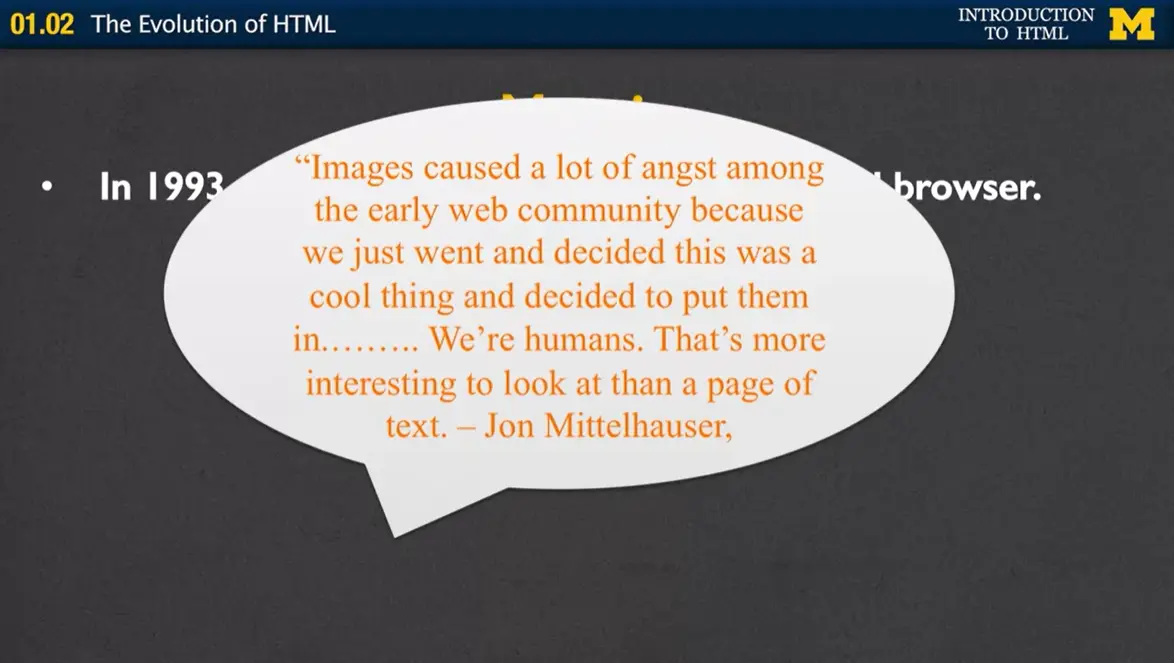 01.02 The Evolution of HTML
INTRODUCTION
TO HTML
M
• In 1993
browser.
“Images caused a lot of angst among
the early web community because
we just went and decided this was a
cool thing and decided to put them
in……… We’re humans. That’s more
interesting to look at than a page of
text. – Jon Mittelhauser,